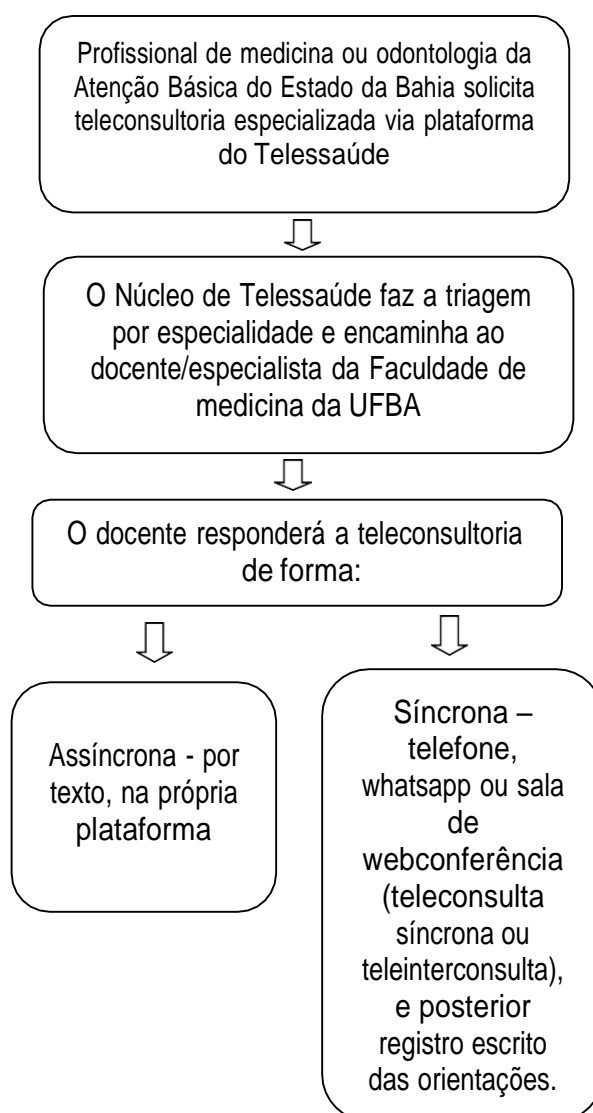 Profissional de medicina ou odontologia da
Atenção Básica do Estado da Bahia solicita
teleconsultoria especializada via plataforma
do Telessaúde
O Núcleo de Telessaúde faz a triagem
por especialidade e encaminha ao
docente/especialista da Faculdade de
medicina da UFBA
O docente responderá a teleconsultoria
de forma:
Assíncrona - por
texto, na própria
plataforma
Síncrona –
telefone,
whatsapp ou sala
de
webconferência
(teleconsulta
síncrona ou
teleinterconsulta),
e posterior
registro escrito
das orientações.